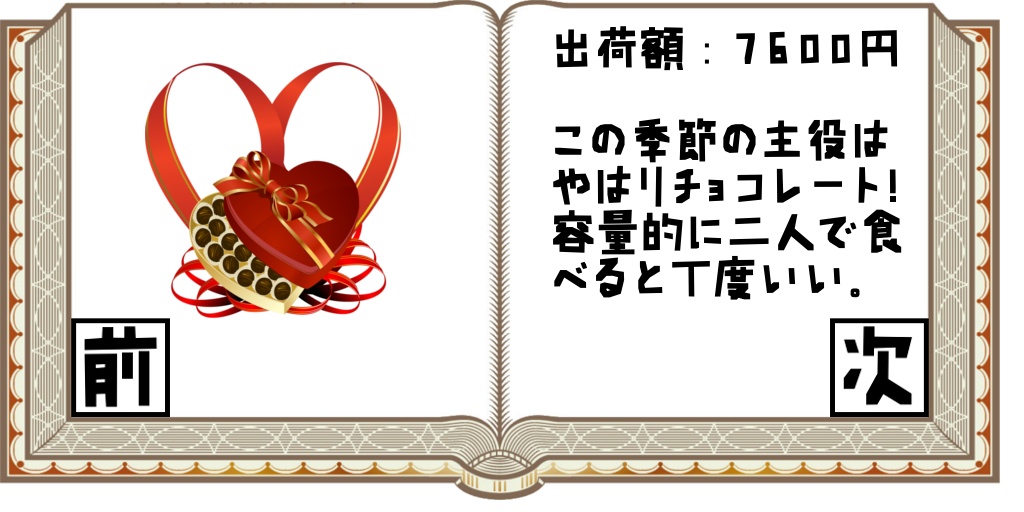 出荷額：7600円
この季節の主役は
やはりチョコレート！
容量的に二人で食
べると丁度いい。
前
次